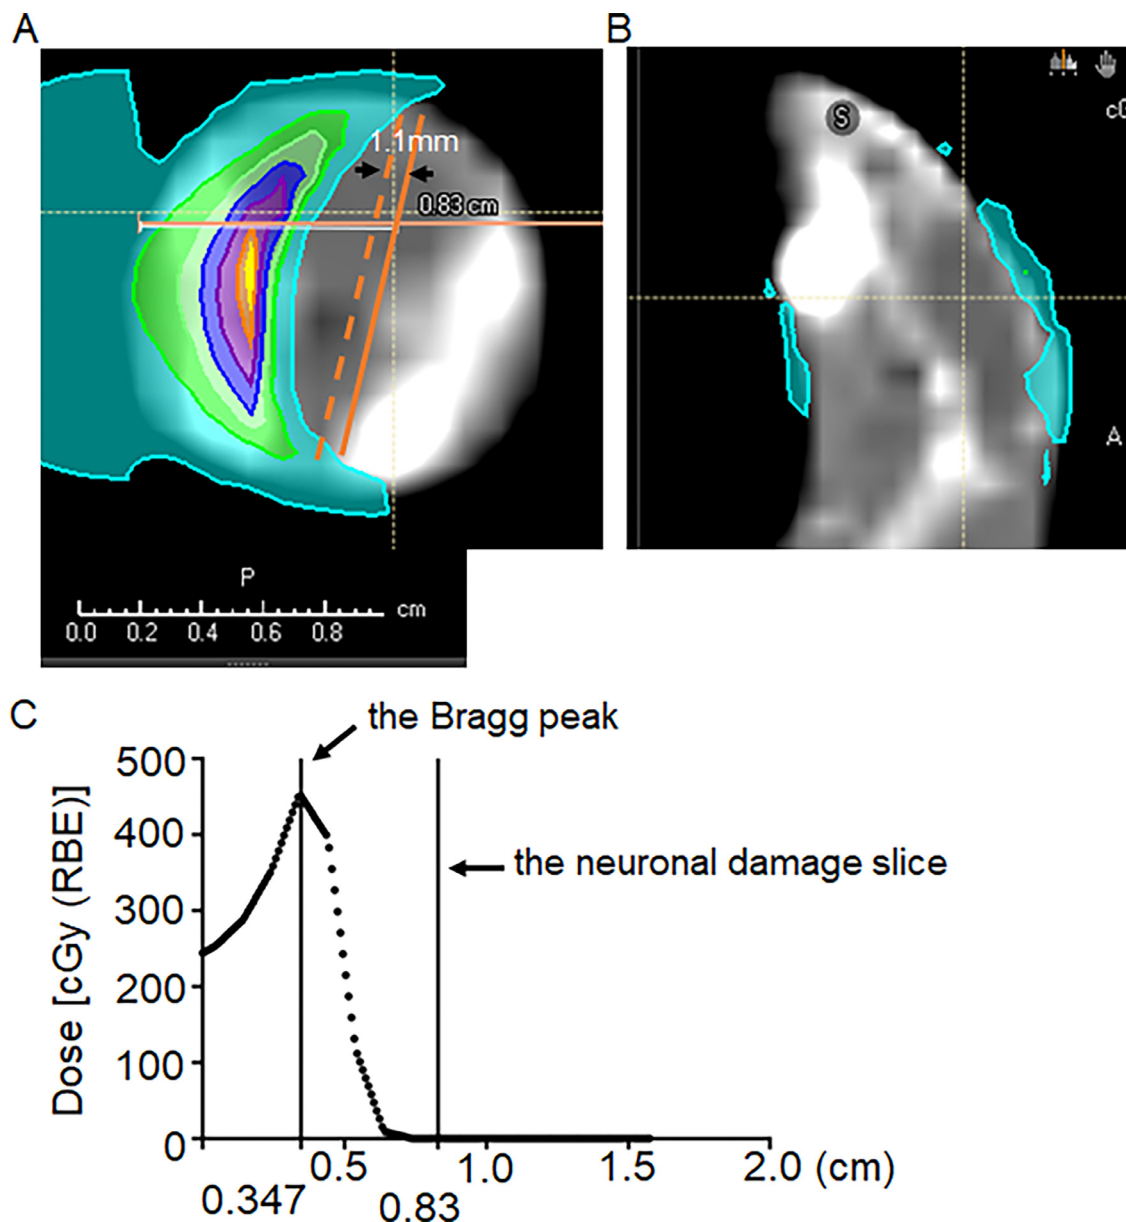 A
B
1.1mm
0.83 cm
S
A
P
cm
0.0 0.2 0.4 0.6 0.8
C
the Bragg peak
the neuronal damage slice
Dose [cGy (RBE)]
500
400
300
200
100
0
0.5 1.0 1.5 2.0 (cm)
0.347 0.83